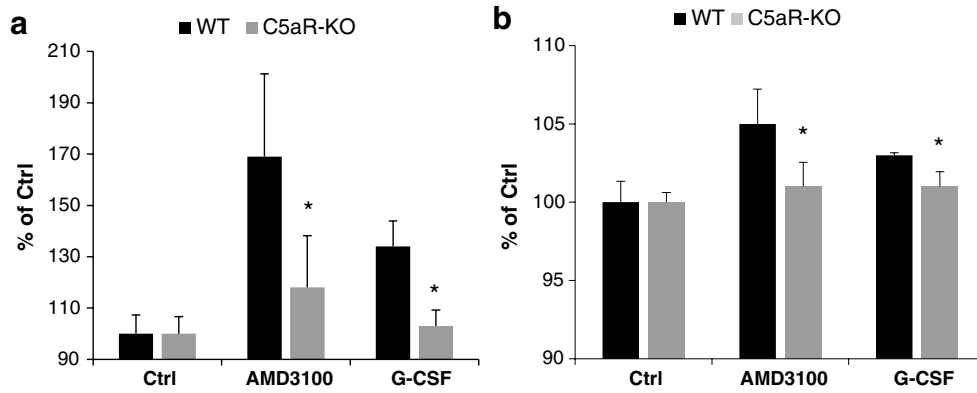 a
WT C5aR-KO
210
190
170
150
130
110
90
% of Ctrl
*
*
Ctrl AMD3100 G-CSF
b
WT C5aR-KO
110
105
100
95
90
% of Ctrl
*
*
Ctrl AMD3100 G-CSF